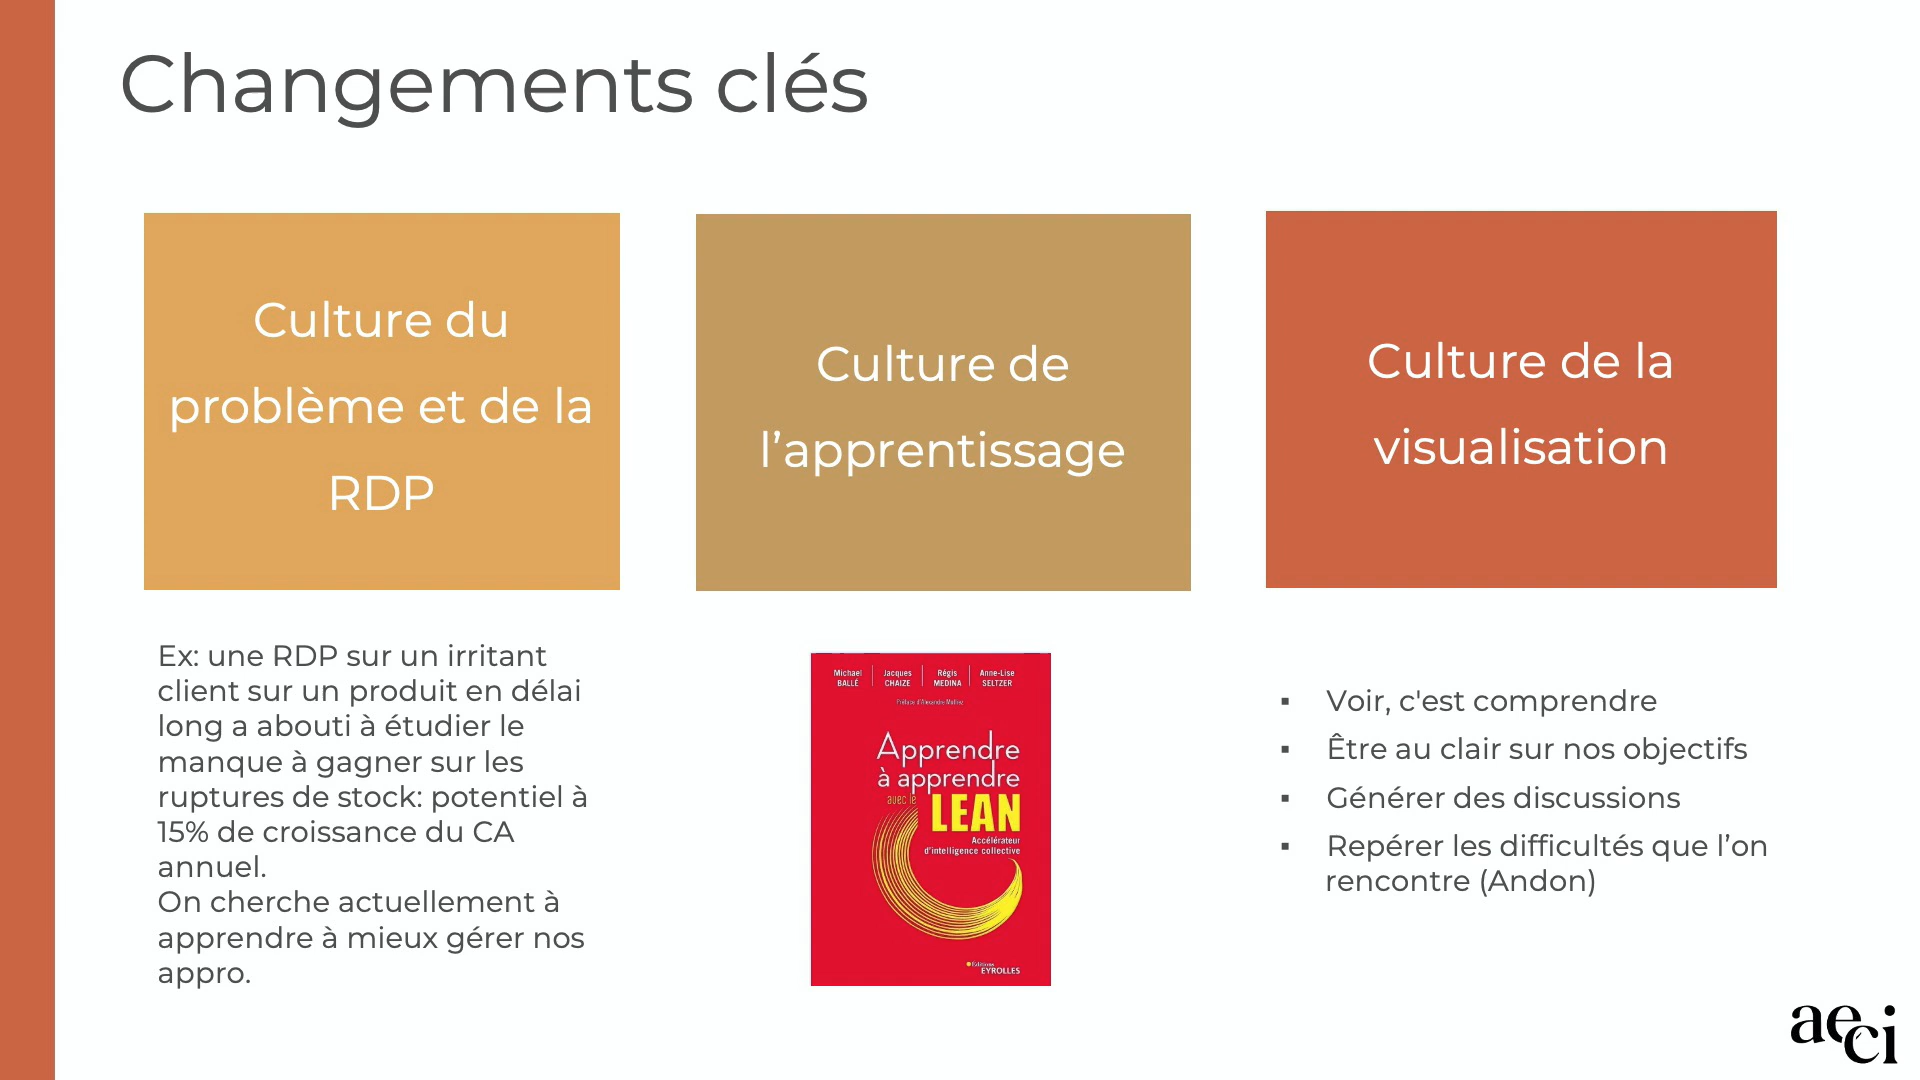 Changements clés
Culture du
problème et de la
RDP
Culture de
l’apprentissage
Culture de la
visualisation
Ex: une RDP sur un irritant
client sur un produit en délai
long a abouti à étudier le
manque à gagner sur les
ruptures de stock: potentiel à
15% de croissance du CA
annuel.
On cherche actuellement à
apprendre à mieux gérer nos
appro.
Michael BALLÉ
Jacques CHAIZE
Régis MEDINA
Anne-Lise SELTZER
Apprendre
à apprendre
avec le
LEAN
Accélérateur
d'intelligence collective
Éditions
EYROLLES
▪ Voir, c'est comprendre
▪ Être au clair sur nos objectifs
▪ Générer des discussions
▪ Repérer les difficultés que l’on
rencontre (Andon)
aeci